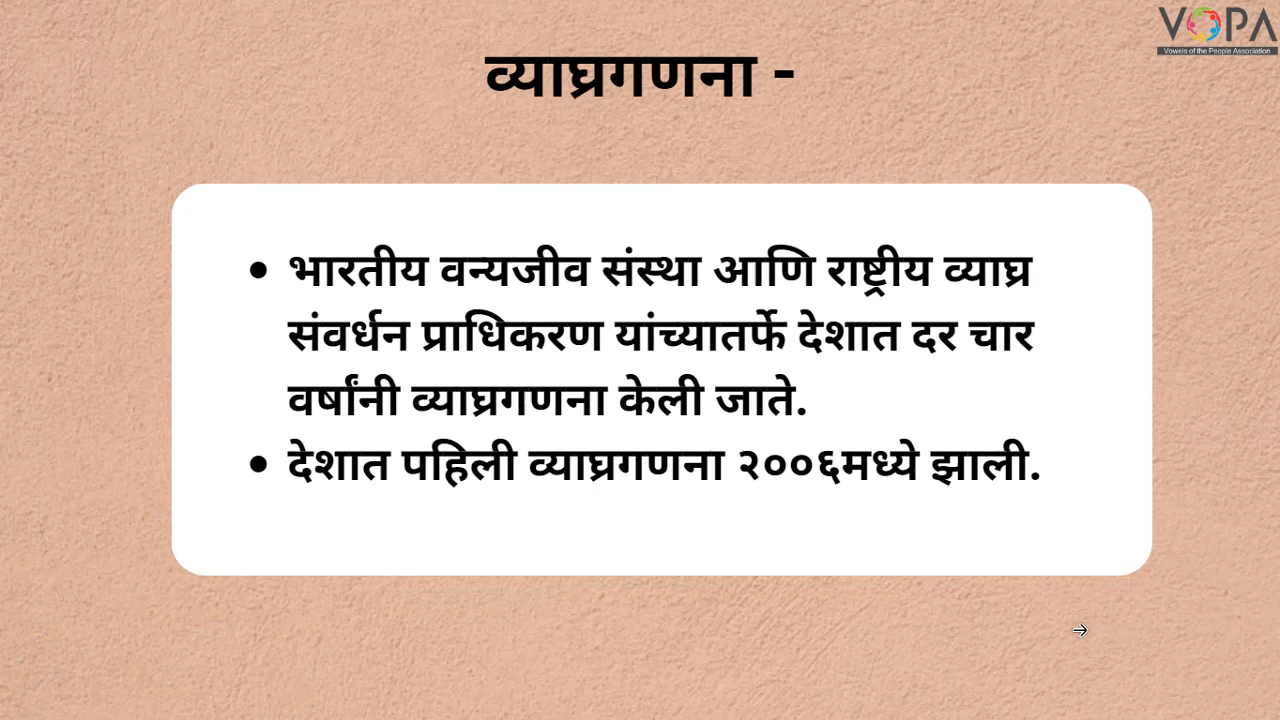 VOPA
Vowels of the People Association
व्याघ्रगणना -
• भारतीय वन्यजीव संस्था आणि राष्ट्रीय व्याघ्र
संवर्धन प्राधिकरण यांच्यातर्फे देशात दर चार
वर्षांनी व्याघ्रगणना केली जाते.
• देशात पहिली व्याघ्रगणना २००६मध्ये झाली.